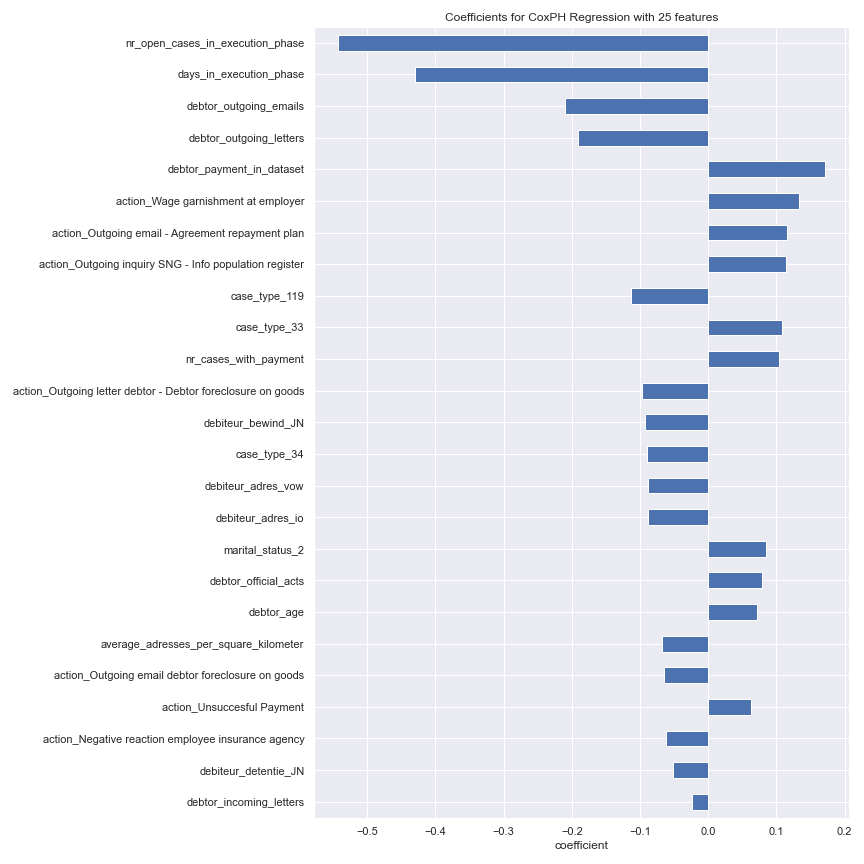 Coefficients for CoxPH Regression with 25 features
nr_open_cases_in_execution_phase
days_in_execution_phase
debtor_outgoing_emails
debtor_outgoing_letters
debtor_payment_in_dataset
action_Wage garnishment at employer
action_Outgoing email - Agreement repayment plan
action_Outgoing inquiry SNG - Info population register
case_type_119
case_type_33
nr_cases_with_payment
action_Outgoing letter debtor - Debtor foreclosure on goods
debiteur_bewind_JN
case_type_34
debiteur_adres_vow
debiteur_adres_io
marital_status_2
debtor_official_acts
debtor_age
average_adresses_per_square_kilometer
action_Outgoing email debtor foreclosure on goods
action_Unsuccesful Payment
action_Negative reaction employee insurance agency
debiteur_detentie_JN
debtor_incoming_letters
−0.5 −0.4 −0.3 −0.2 −0.1 0.0 0.1 0.2
coefficient